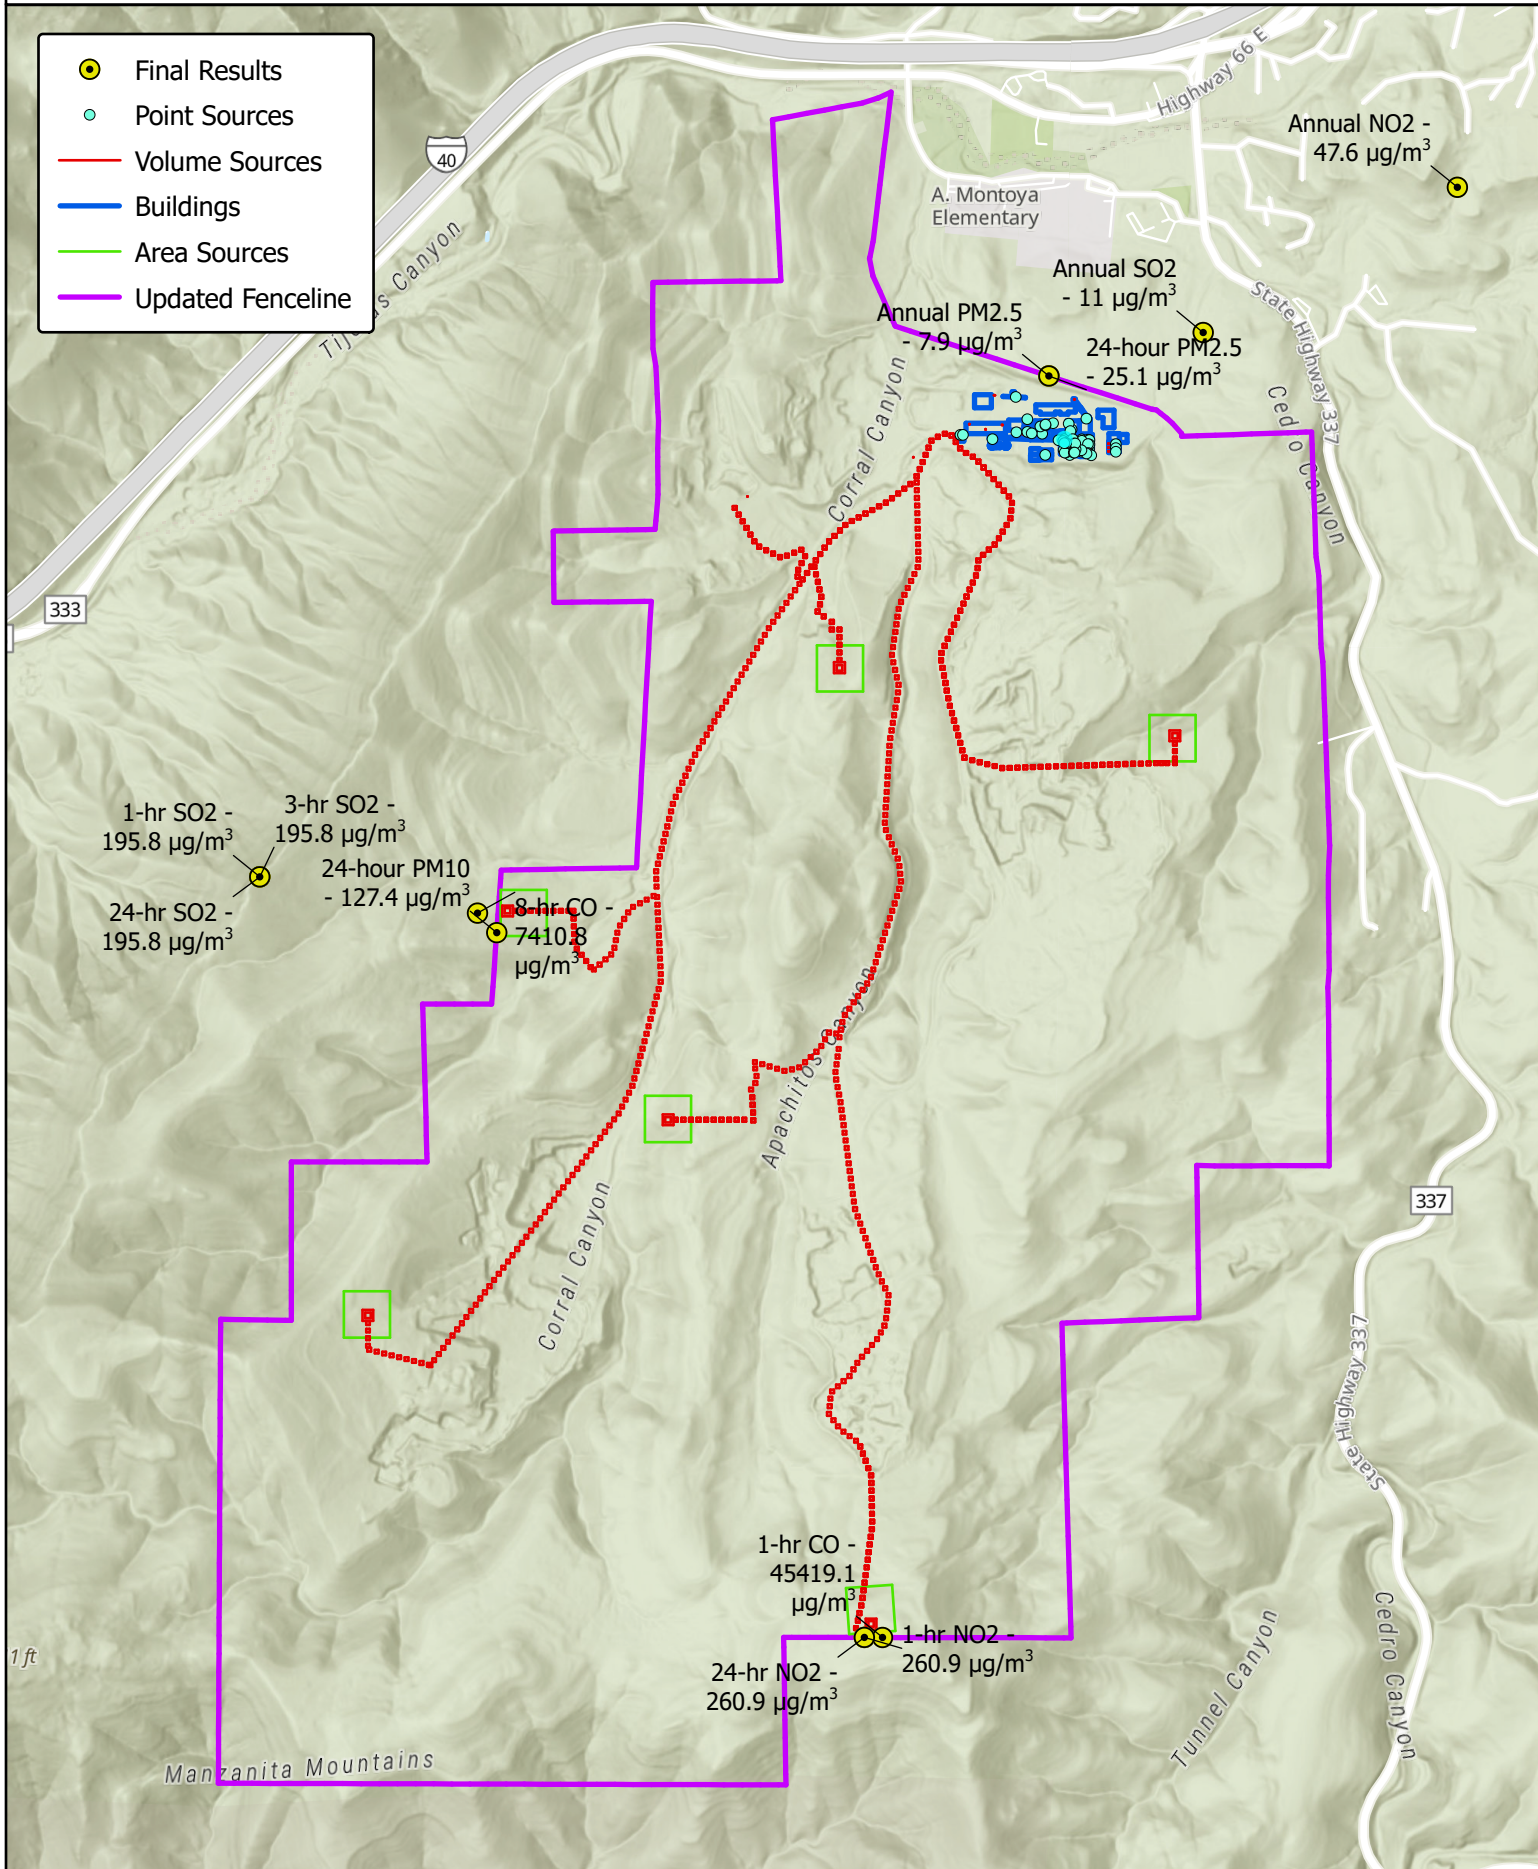 Final Results
Point Sources
Volume Sources
Buildings
Area Sources
Updated Fenceline
40
Highway 66 E
Annual NO2 -
47.6 µg/m³
A. Montoya
Elementary
Annual SO2
- 11 µg/m³
State Highway 337
Annual PM2.5
- 7.9 µg/m³
24-hour PM2.5
- 25.1 µg/m³
Corral Canyon
333
1-hr SO2 -
195.8 µg/m³
3-hr SO2 -
195.8 µg/m³
24-hour PM10
- 127.4 µg/m³
24-hr SO2 -
195.8 µg/m³
8-hr CO -
7410.8
µg/m³
Apachitos Canyon
337
Corral Canyon
State Highway 337
1-hr CO -
45419.1
µg/m³
1-hr NO2 -
260.9 µg/m³
24-hr NO2 -
260.9 µg/m³
Tunnel Canyon
Cedro Canyon
1 ft
Manzanita Mountains